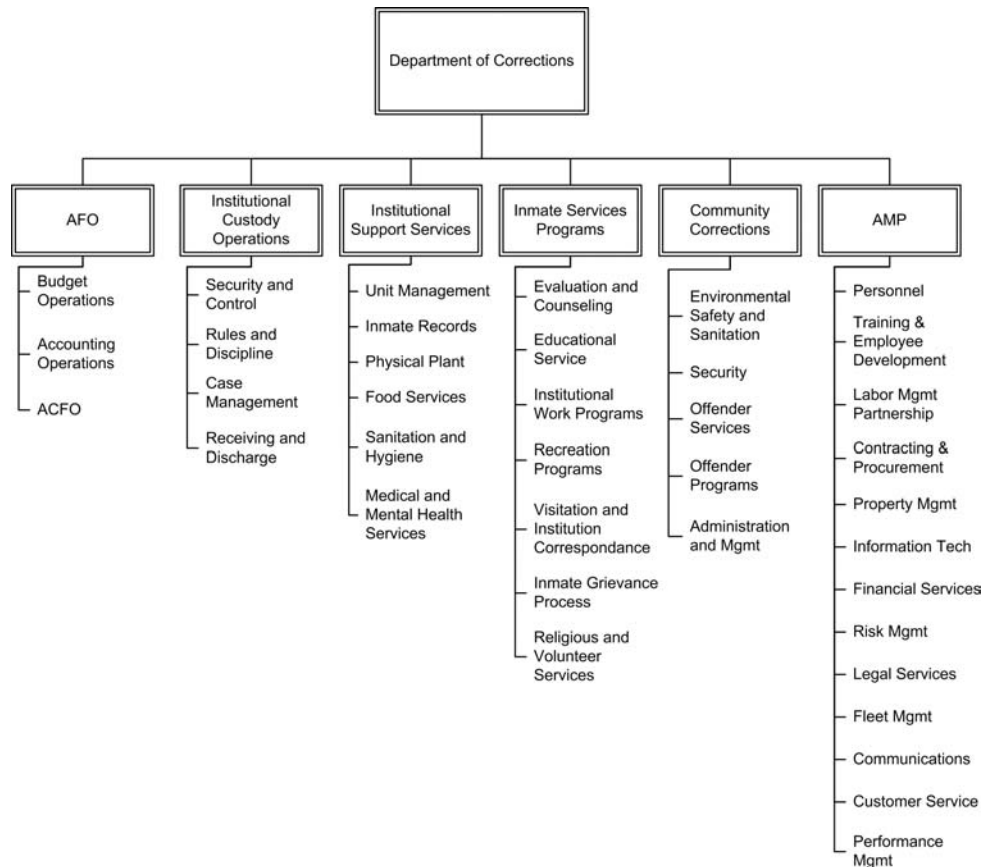 Department of Corrections
AFO
Institutional
Custody
Operations
Institutional
Support Services
Inmate Services
Programs
Community
Corrections
AMP
Budget
Operations
Accounting
Operations
ACFO
Security and
Control
Rules and
Discipline
Case
Management
Receiving and
Discharge
Unit Management
Inmate Records
Physical Plant
Food Services
Sanitation and
Hygiene
Medical and
Mental Health
Services
Evaluation and
Counseling
Educational
Service
Institutional
Work Programs
Recreation
Programs
Visitation and
Institution
Correspondance
Inmate Grievance
Process
Religious and
Volunteer
Services
Environmental
Safety and
Sanitation
Security
Offender
Services
Offender
Programs
Administration
and Mgmt
Personnel
Training &
Employee
Development
Labor Mgmt
Partnership
Contracting &
Procurement
Property Mgmt
Information Tech
Financial Services
Risk Mgmt
Legal Services
Fleet Mgmt
Communications
Customer Service
Performance
Mgmt